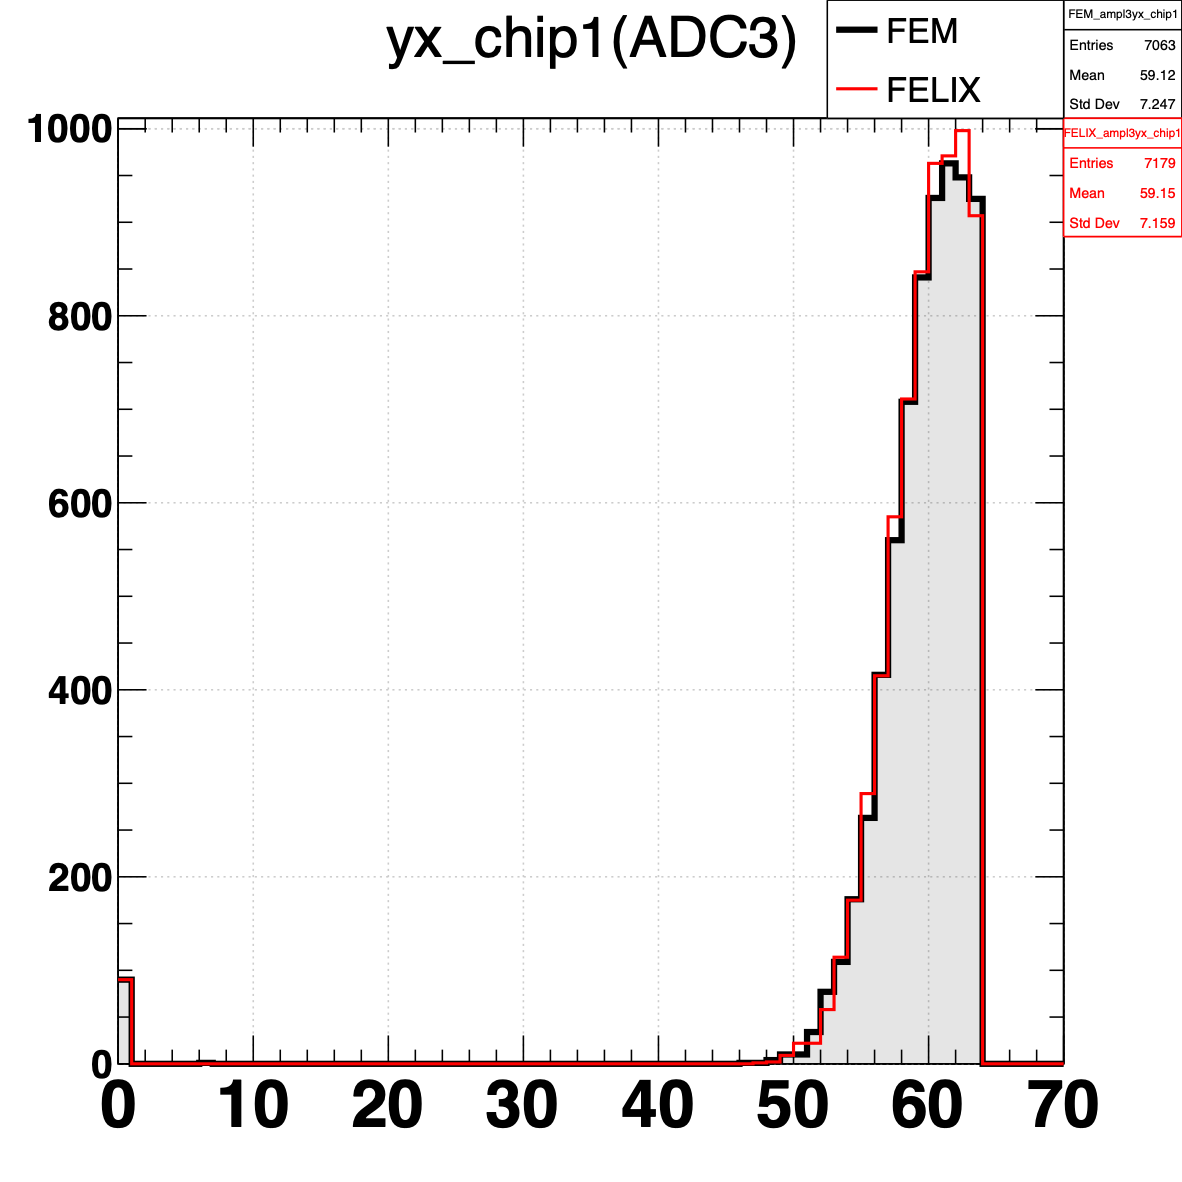 yx_chip1(ADC3)
FEM
FELIX
FEM_ampl3yx_chip1
Entries 7063
Mean 59.12
Std Dev 7.247
FELIX_ampl3yx_chip1
Entries 7179
Mean 59.15
Std Dev 7.159
1000
800
600
400
200
0
0 10 20 30 40 50 60 70